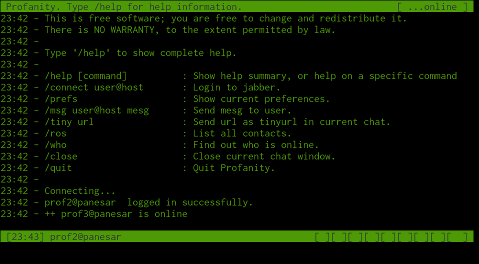 Profanity. Type /help for help information. [ ...online ]
23:42 - This is free software; you are free to change and redistribute it.
23:42 - There is NO WARRANTY, to the extent permitted by law.
23:42 -
23:42 - Type '/help' to show complete help.
23:42 -
23:42 - /help [command] : Show help summary, or help on a specific command
23:42 - /connect user@host : Login to jabber.
23:42 - /prefs : Show current preferences.
23:42 - /msg user@host mesg : Send mesg to user.
23:42 - /tiny url : Send url as tinyurl in current chat.
23:42 - /ros : List all contacts.
23:42 - /who : Find out who is online.
23:42 - /close : Close current chat window.
23:42 - /quit : Quit Profanity.
23:42 -
23:42 - Connecting...
23:42 - prof2@panesar logged in successfully.
23:42 - ++ prof3@panesar is online
[23:43] prof2@panesar [ ][ ][ ][ ][ ][ ][ ][ ][ ]